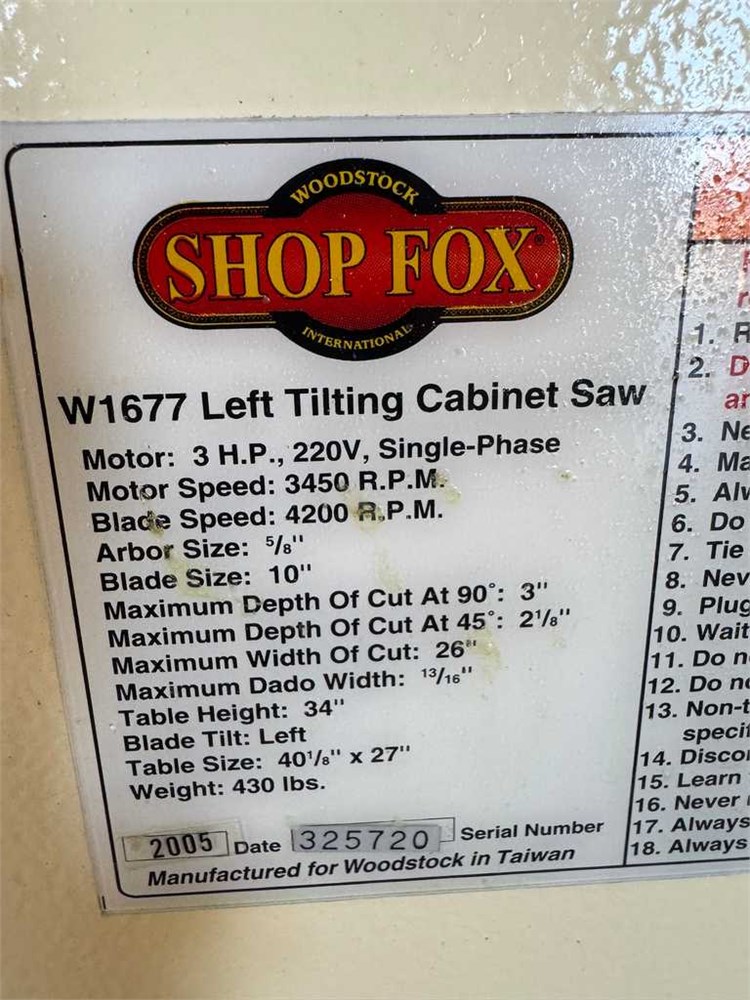 WOODSTOCK
SHOP FOX®
INTERNATIONAL
W1677 Left Tilting Cabinet Saw
Motor: 3 H.P., 220V, Single-Phase
Motor Speed: 3450 R.P.M.
Blade Speed: 4200 R.P.M.
Arbor Size: 5/8"
Blade Size: 10"
Maximum Depth Of Cut At 90°: 3"
Maximum Depth Of Cut At 45°: 2 1/8"
Maximum Width Of Cut: 26"
Maximum Dado Width: 13/16"
Table Height: 34"
Blade Tilt: Left
Table Size: 40 1/8" x 27"
Weight: 430 lbs.
2005 Date 325720 Serial Number
Manufactured for Woodstock in Taiwan
1.
2.
3.
4.
5.
6. Do
7. Tie
8.
9.
10. Wait
11. Do
12. Do
13.
14.
15. Learn
16. Never
17. Always
18. Always